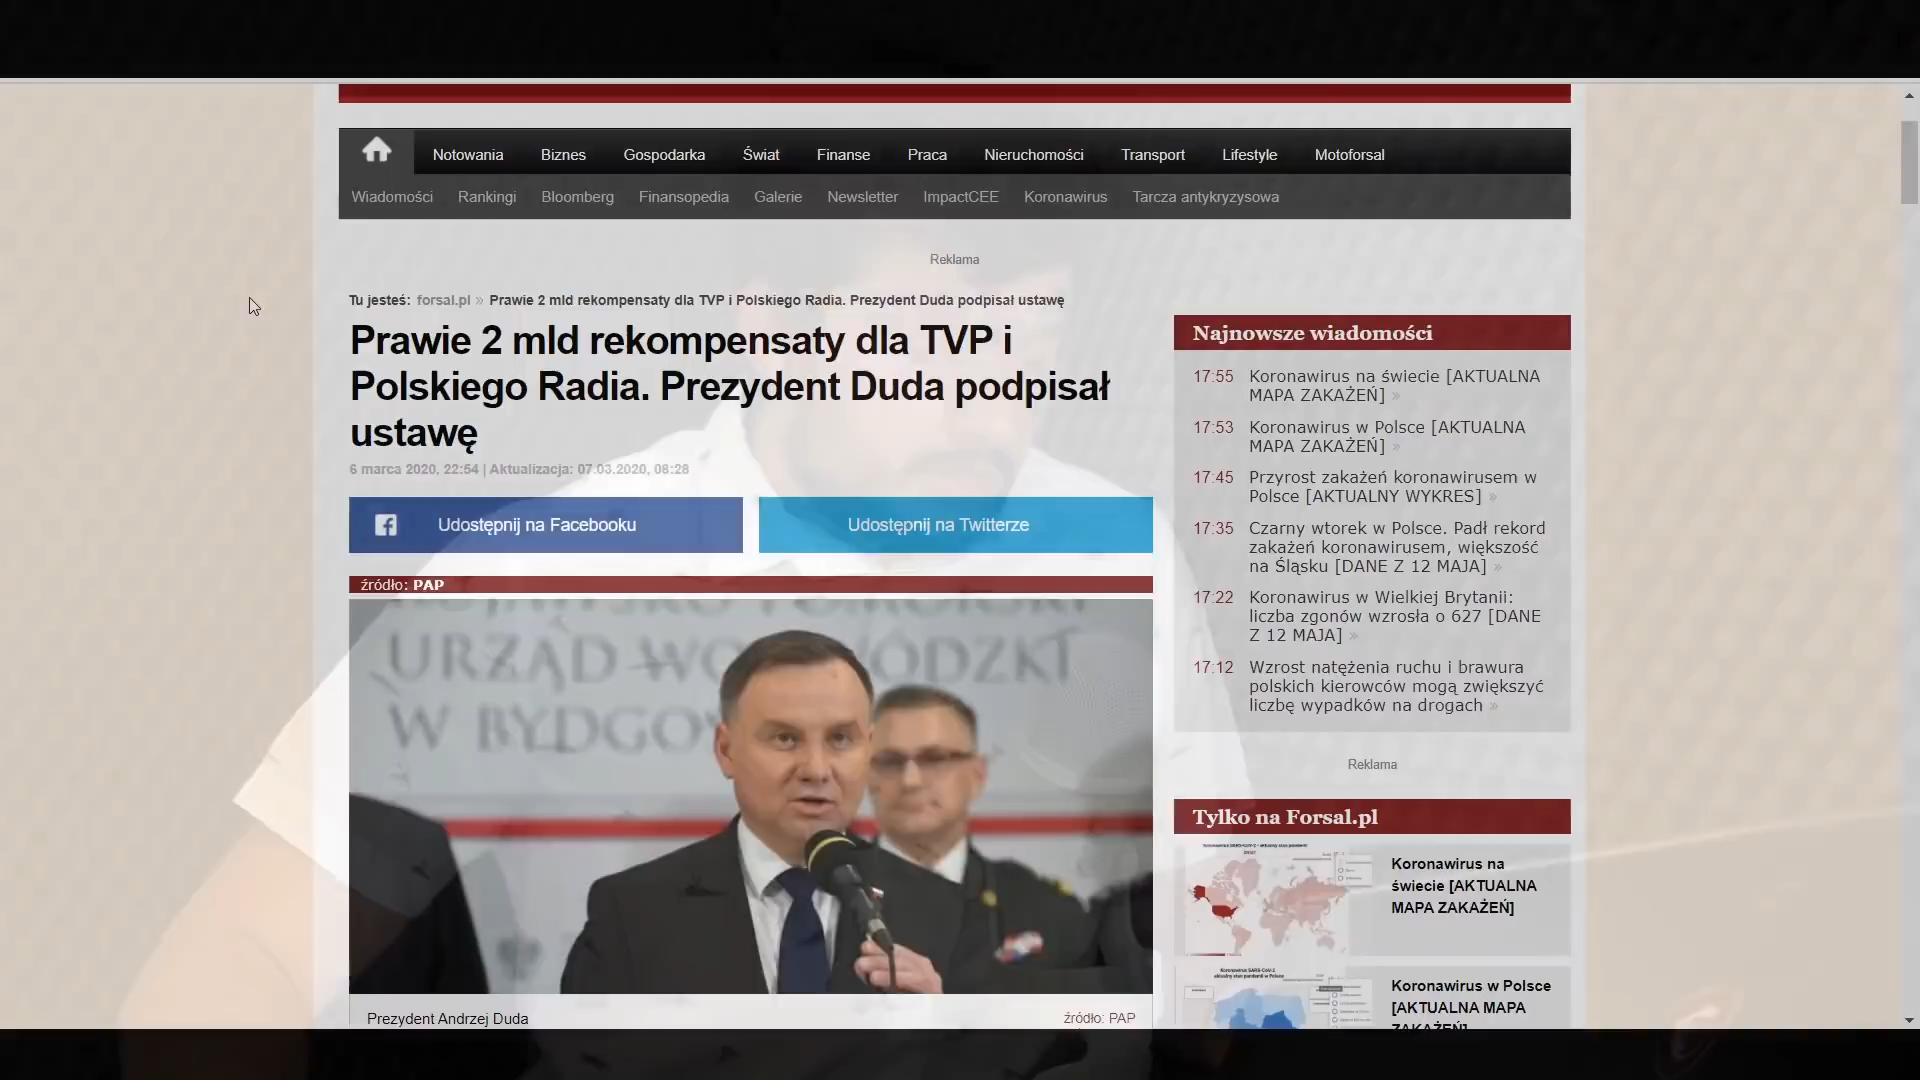 Notowania Biznes Gospodarka Świat Finanse Praca Nieruchomości Transport Lifestyle Motoforsal
Wiadomości Rankingi Bloomberg Finansopedia Galerie Newsletter ImpactCEE Koronawirus Tarcza antykryzysowa
Reklama
Tu jesteś: forsal.pl » Prawie 2 mld rekompensaty dla TVP i Polskiego Radia. Prezydent Duda podpisał ustawę
Prawie 2 mld rekompensaty dla TVP i
Polskiego Radia. Prezydent Duda podpisał
ustawę
6 marca 2020, 22:54 | Aktualizacja: 07.03.2020, 08:28
Udostępnij na Facebooku
Udostępnij na Twitterze
źródło: PAP
URZĄD
W
Prezydent Andrzej Duda
źródło: PAP
Najnowsze wiadomości
17:55 Koronawirus na świecie [AKTUALNA
MAPA ZAKAŻEŃ] »
17:53 Koronawirus w Polsce [AKTUALNA
MAPA ZAKAŻEŃ] »
17:45 Przyrost zakażeń koronawirusem w
Polsce [AKTUALNY WYKRES] »
17:35 Czarny wtorek w Polsce. Padł rekord
zakażeń koronawirusem, większość
na Śląsku [DANE Z 12 MAJA] »
17:22 Koronawirus w Wielkiej Brytanii:
liczba zgonów wzrosła o 627 [DANE
Z 12 MAJA] »
17:12 Wzrost natężenia ruchu i brawura
polskich kierowców mogą zwiększyć
liczbę wypadków na drogach »
Reklama
Tylko na Forsal.pl
Koronawirus na
świecie [AKTUALNA
MAPA ZAKAŻEŃ]
Koronawirus w Polsce
[AKTUALNA MAPA
ZAKAŻEŃ]